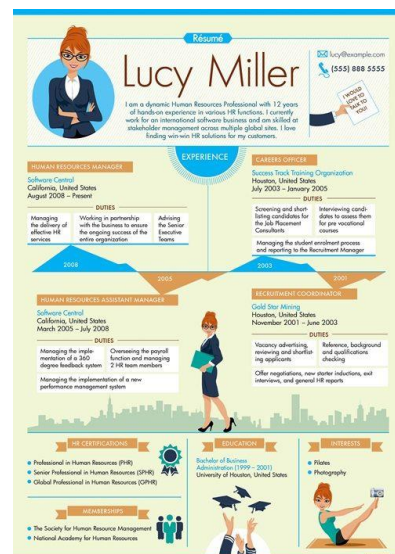 Résumé
Lucy Miller
lucy@example.com
(555) 888 5555
I WOULD
LOVE TO
TALK TO
YOU!
I am a dynamic Human Resources Professional with 12 years
of hands-on experience in various HR functions. I currently
work for an international software business and am skilled at
stakeholder management across multiple global sites. I love
finding win-win HR solutions for my customers.
EXPERIENCE
HUMAN RESOURCES MANAGER
Software Central
California, United States
August 2008 – Present
DUTIES
Managing
the delivery of
effective HR
services
Working in partnership
with the business to ensure
the ongoing success of the
entire organization
Advising
the Senior
Executive
Teams
CAREERS OFFICER
Success Track Training Organization
Houston, United States
July 2003 – January 2005
DUTIES
Screening and short-
listing candidates for
the Job Placement
Consultants
Interviewing candi-
dates to assess them
for pre vocational
courses
Managing the student enrolment process
and reporting to the Recruitment Manager
2008
2005
2003
2001
HUMAN RESOURCES ASSISTANT MANAGER
Software Central
California, United States
March 2005 – July 2008
DUTIES
Managing the imple-
mentation of a 360
degree feedback system
Overseeing the payroll
function and managing
2 HR team members
Managing the implementation of a new
performance management system
RECRUITMENT COORDINATOR
Gold Star Mining
Houston, United States
November 2001 – June 2003
DUTIES
Vacancy advertising,
reviewing and shortlist-
ing applicants
Reference, background
and qualifications
checking
Offer negotiations, new starter inductions, exit
interviews, and general HR reports
HR CERTIFICATIONS
Professional in Human Resources (PHR)
Senior Professional in Human Resources (SPHR)
Global Professional in Human Resources (GPHR)
MEMBERSHIPS
The Society for Human Resource Management
National Academy for Human Resources
EDUCATION
Bachelor of Business
Administration (1999 – 2001)
University of Houston, United States
INTERESTS
Pilates
Photography